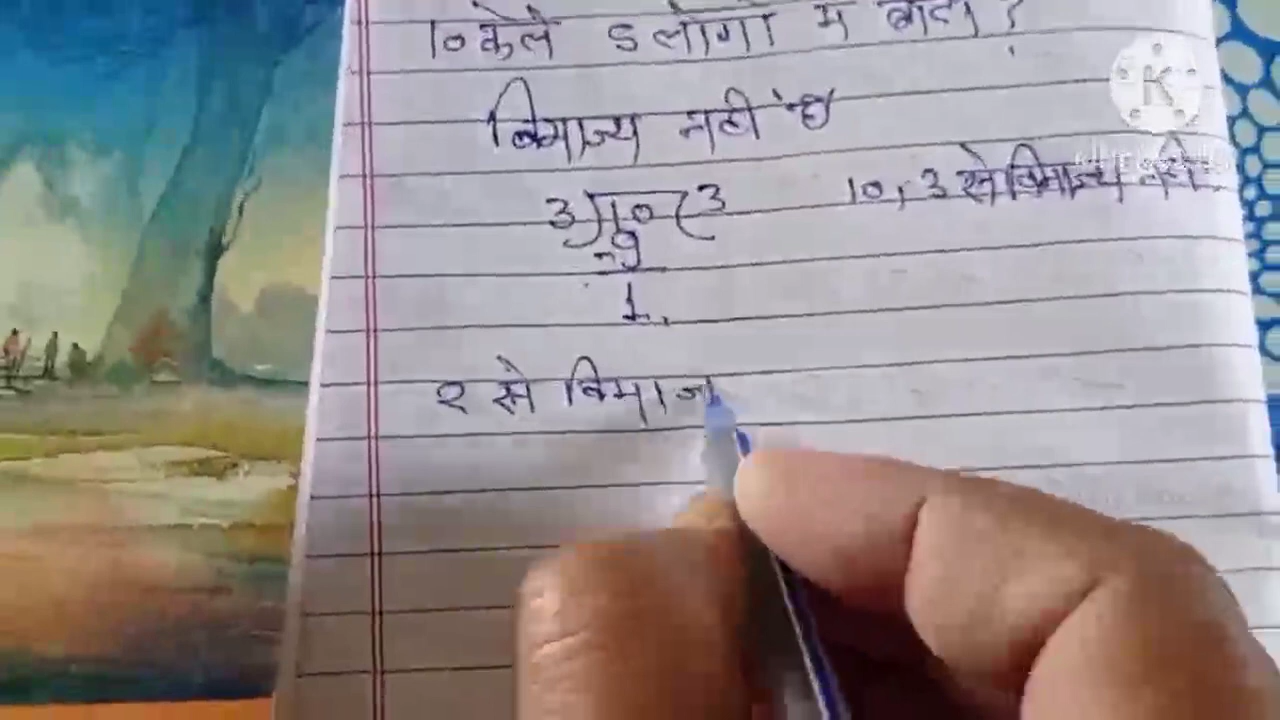 10 केले 5 लोगों में बांटो ?
विभाज्य नहीं है
3)10(3
-9
1.
10, 3 से विभाज्य नहीं
2 से विभाज
K